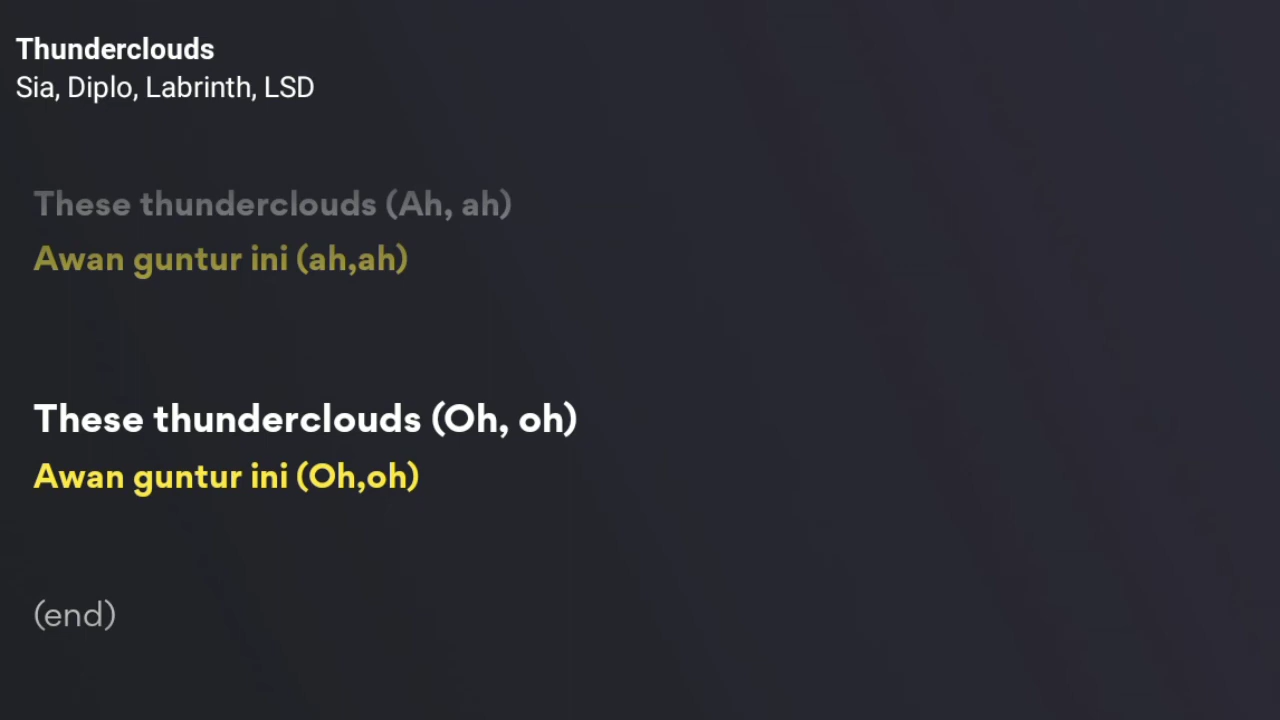 Thunderclouds
Sia, Diplo, Labrinth, LSD
These thunderclouds (Ah, ah)
Awan guntur ini (ah,ah)
These thunderclouds (Oh, oh)
Awan guntur ini (Oh,oh)
(end)